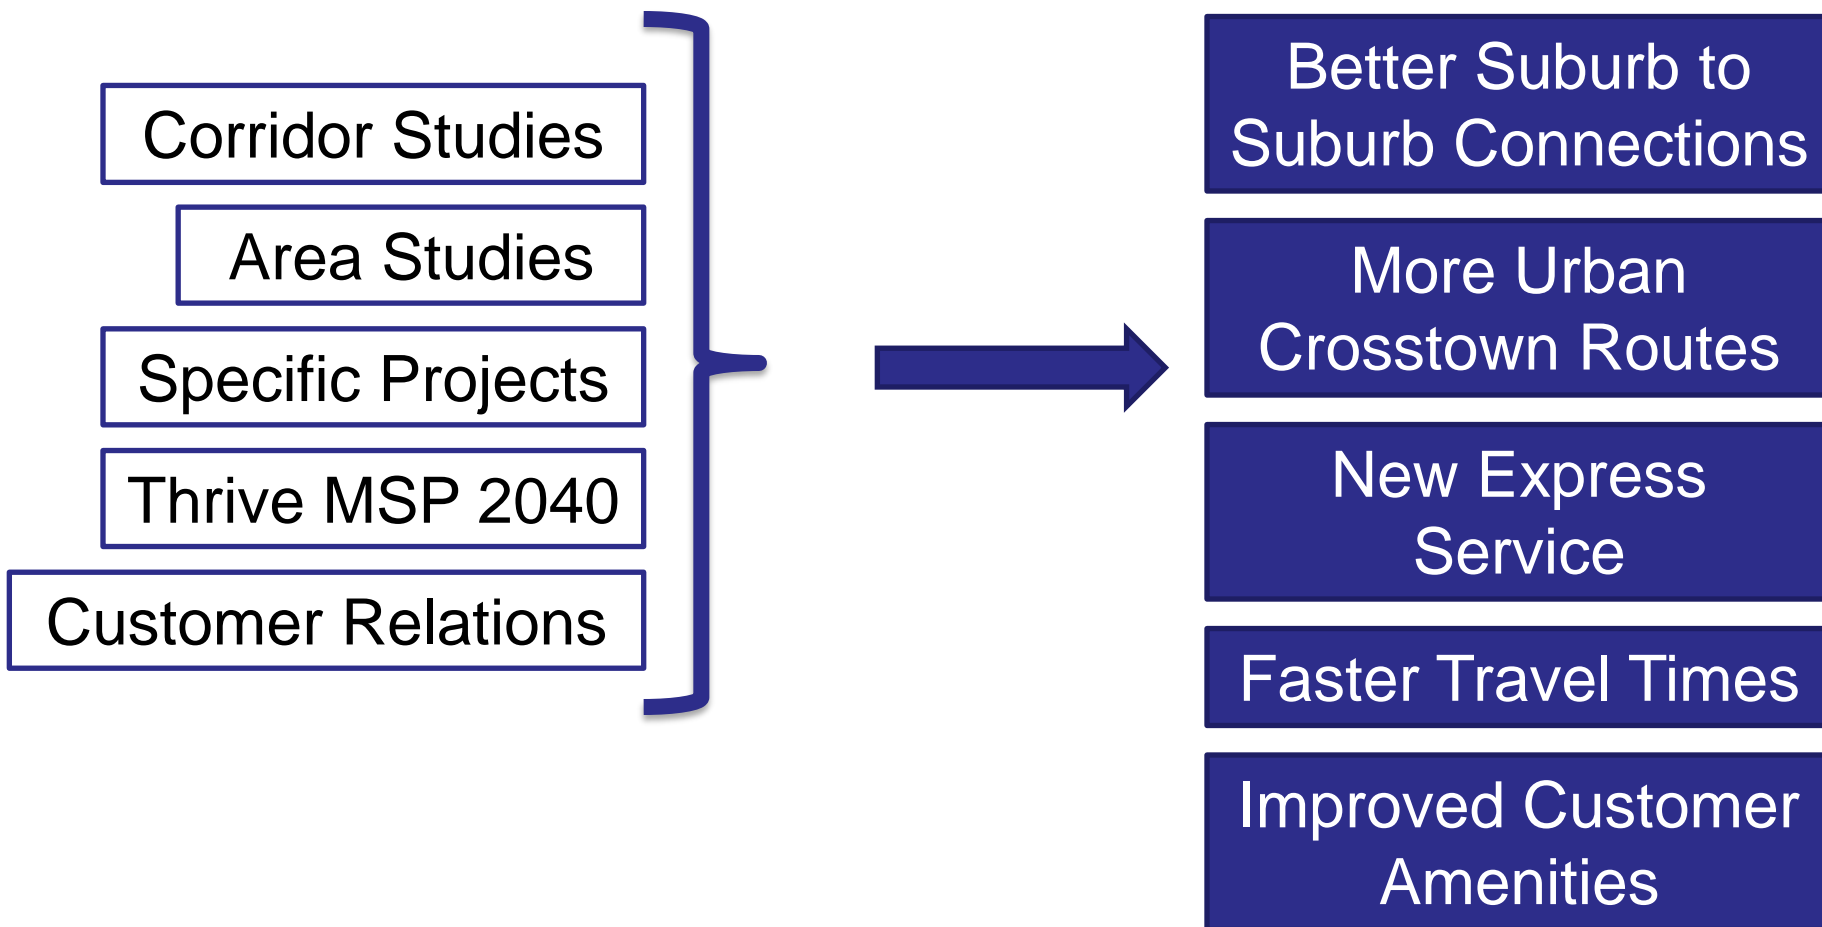 Corridor Studies
Area Studies
Specific Projects
Thrive MSP 2040
Customer Relations
Better Suburb to
Suburb Connections
More Urban
Crosstown Routes
New Express
Service
Faster Travel Times
Improved Customer
Amenities